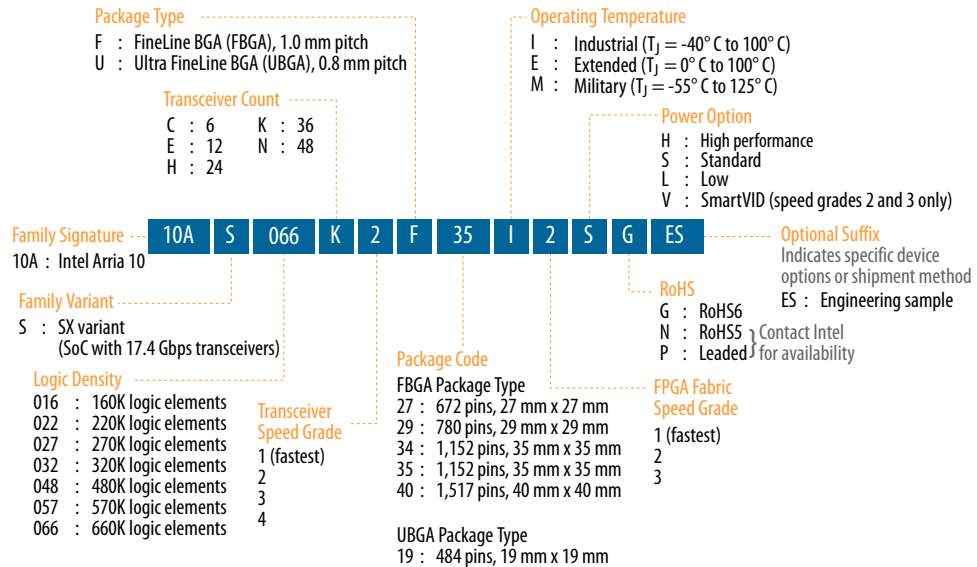 Package Type
F : FineLine BGA (FBGA), 1.0 mm pitch
U : Ultra FineLine BGA (UBGA), 0.8 mm pitch
Operating Temperature
I : Industrial (TJ = -40° C to 100° C)
E : Extended (TJ = 0° C to 100° C)
M : Military (TJ = -55° C to 125° C)
Transceiver Count
C : 6 K : 36
E : 12 N : 48
H : 24
Power Option
H : High performance
S : Standard
L : Low
V : SmartVID (speed grades 2 and 3 only)
10A S 066 K 2 F 35 I 2 S G ES
Family Signature
10A : Intel Arria 10
Optional Suffix
Indicates specific device
options or shipment method
ES : Engineering sample
Family Variant
S : SX variant
(SoC with 17.4 Gbps transceivers)
RoHS
G : RoHS6
N : RoHS5
P : Leaded
Contact Intel
for availability
Logic Density
016 : 160K logic elements
022 : 220K logic elements
027 : 270K logic elements
032 : 320K logic elements
048 : 480K logic elements
057 : 570K logic elements
066 : 660K logic elements
Transceiver
Speed Grade
1 (fastest)
2
3
4
Package Code
FBGA Package Type
27 : 672 pins, 27 mm x 27 mm
29 : 780 pins, 29 mm x 29 mm
34 : 1,152 pins, 35 mm x 35 mm
35 : 1,152 pins, 35 mm x 35 mm
40 : 1,517 pins, 40 mm x 40 mm
UBGA Package Type
19 : 484 pins, 19 mm x 19 mm
FPGA Fabric
Speed Grade
1 (fastest)
2
3